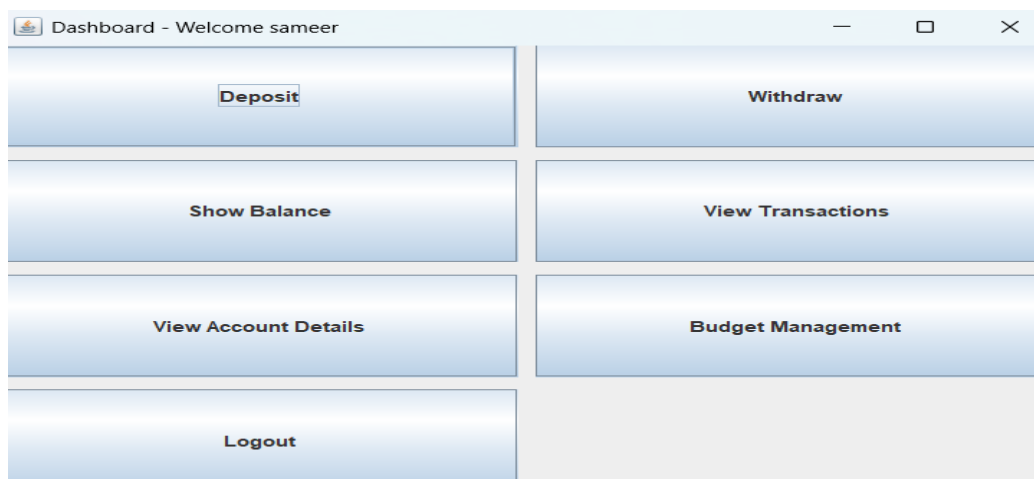 Dashboard - Welcome sameer
Deposit
Withdraw
Show Balance
View Transactions
View Account Details
Budget Management
Logout